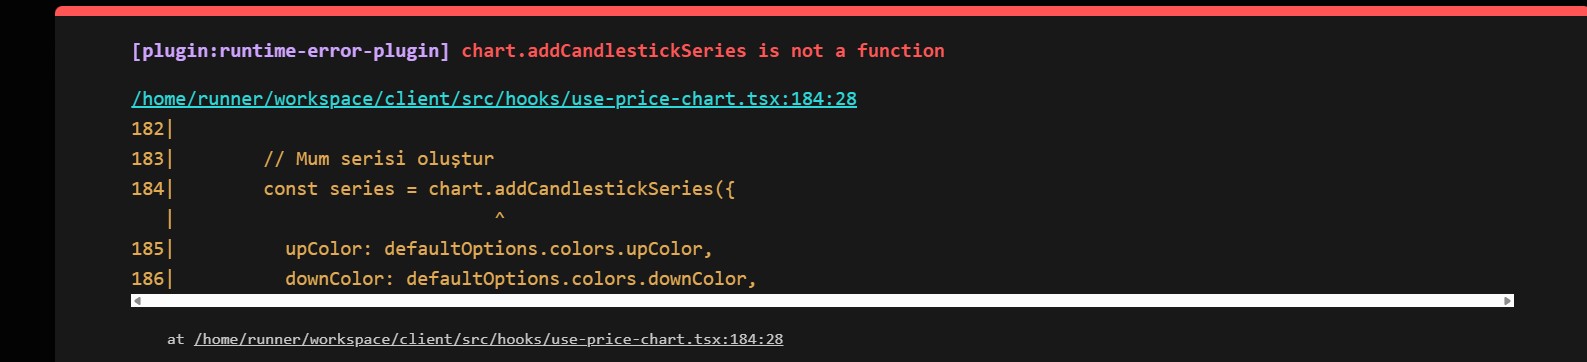 [plugin:runtime-error-plugin] chart.addCandlestickSeries is not a function
/home/runner/workspace/client/src/hooks/use-price-chart.tsx:184:28
182|
183|        // Mum serisi oluştur
184|        const series = chart.addCandlestickSeries({
   |                             ^
185|          upColor: defaultOptions.colors.upColor,
186|          downColor: defaultOptions.colors.downColor,
at /home/runner/workspace/client/src/hooks/use-price-chart.tsx:184:28